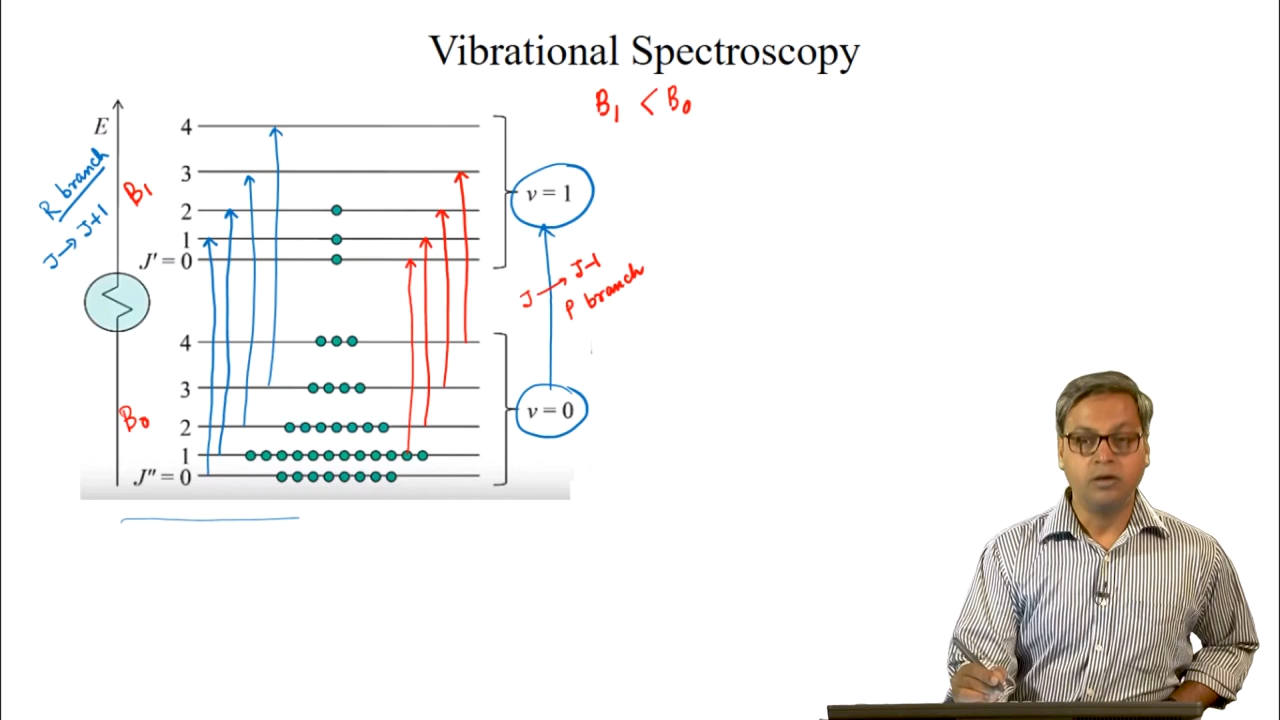 Vibrational Spectroscopy
B₁ < B₀
E
R branch
J → J+1
B₁
B₀
4
3
2
1
J′ = 0
v = 1
J → J-1
P branch
4
3
2
1
J″ = 0
v = 0